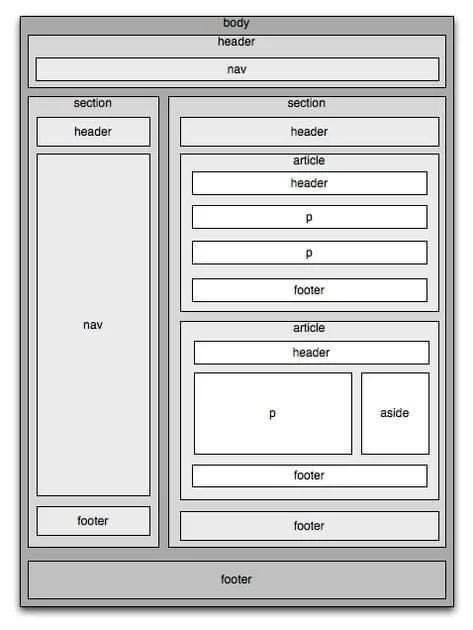 body
header
nav
section
header
nav
footer
section
header
article
header
p
p
footer
article
header
p
aside
footer
footer
footer